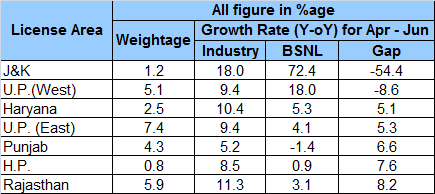 All figure in %age
License Area
Weightage
Growth Rate (Y-oY) for Apr - Jun
Industry BSNL Gap
J&K 1.2 18.0 72.4 -54.4
U.P.(West) 5.1 9.4 18.0 -8.6
Haryana 2.5 10.4 5.3 5.1
U.P. (East) 7.4 9.4 4.1 5.3
Punjab 4.3 5.2 -1.4 6.6
H.P. 0.8 8.5 0.9 7.6
Rajasthan 5.9 11.3 3.1 8.2